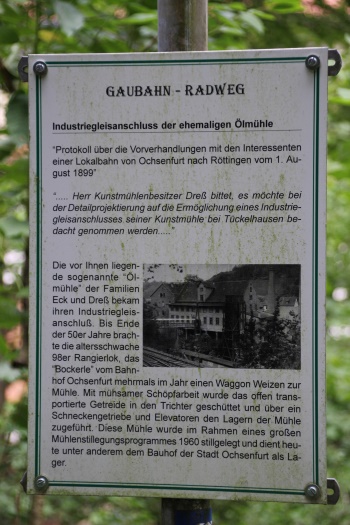 GAUBAHN - RADWEG
Industriegleisanschluss der ehemaligen Ölmühle
"Protokoll über die Vorverhandlungen mit den Interessenten
einer Lokalbahn von Ochsenfurt nach Röttingen vom 1. Au-
gust 1899"
"..... Herr Kunstmühlenbesitzer Dreß bittet, es möchte bei
der Detailprojektierung auf die Ermöglichung eines Industrie-
gleisanschlusses seiner Kunstmühle bei Tückelhausen be-
dacht genommen werden....."
Die vor Ihnen liegen-
de sogenannte "Öl-
mühle" der Familien
Eck und Dreß bekam
ihren Industriegleis-
anschluß. Bis Ende
der 50er Jahre brach-
te die altersschwache
98er Rangierlok, das
"Bockerle" vom Bahn-
hof Ochsenfurt mehrmals im Jahr einen Waggon Weizen zur
Mühle. Mit mühsamer Schöpfarbeit wurde das offen trans-
portierte Getreide in den Trichter geschüttet und über ein
Schneckengetriebe und Elevatoren den Lagern der Mühle
zugeführt. Diese Mühle wurde im Rahmen eines großen
Mühlenstillegungsprogrammes 1960 stillgelegt und dient heu-
te unter anderem dem Bauhof der Stadt Ochsenfurt als La-
ger.